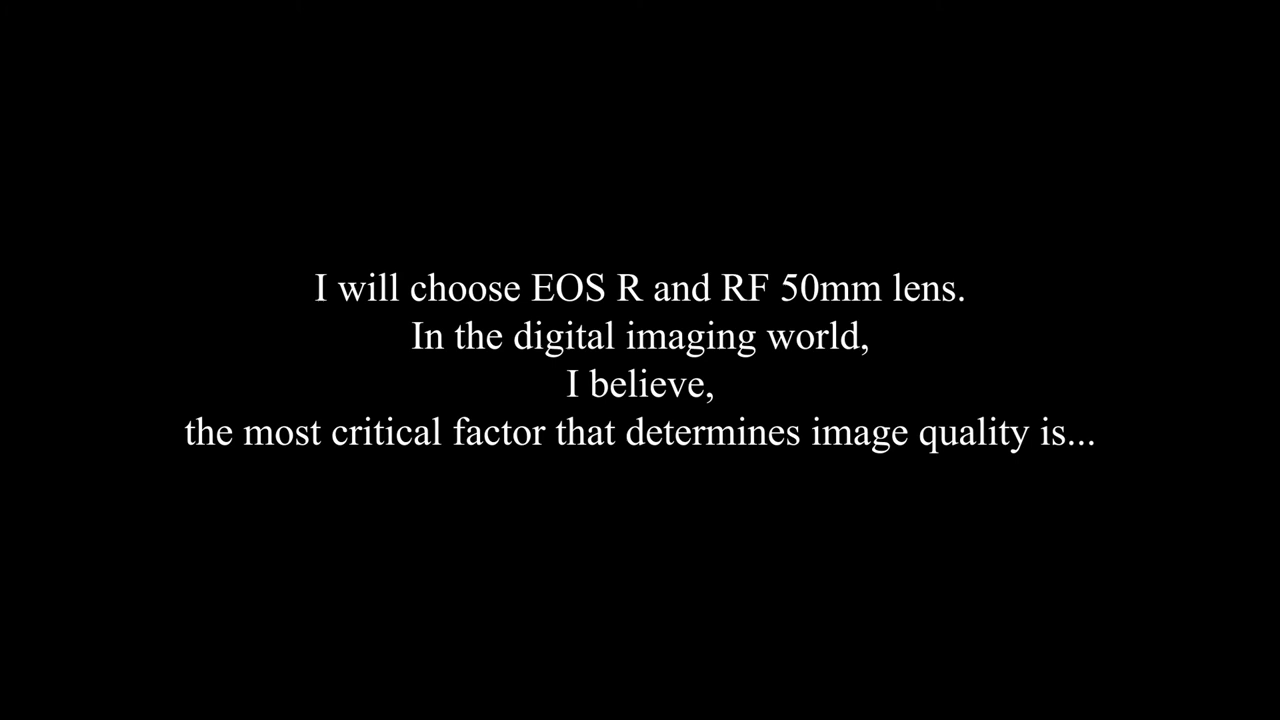 I will choose EOS R and RF 50mm lens.
In the digital imaging world,
I believe,
the most critical factor that determines image quality is...